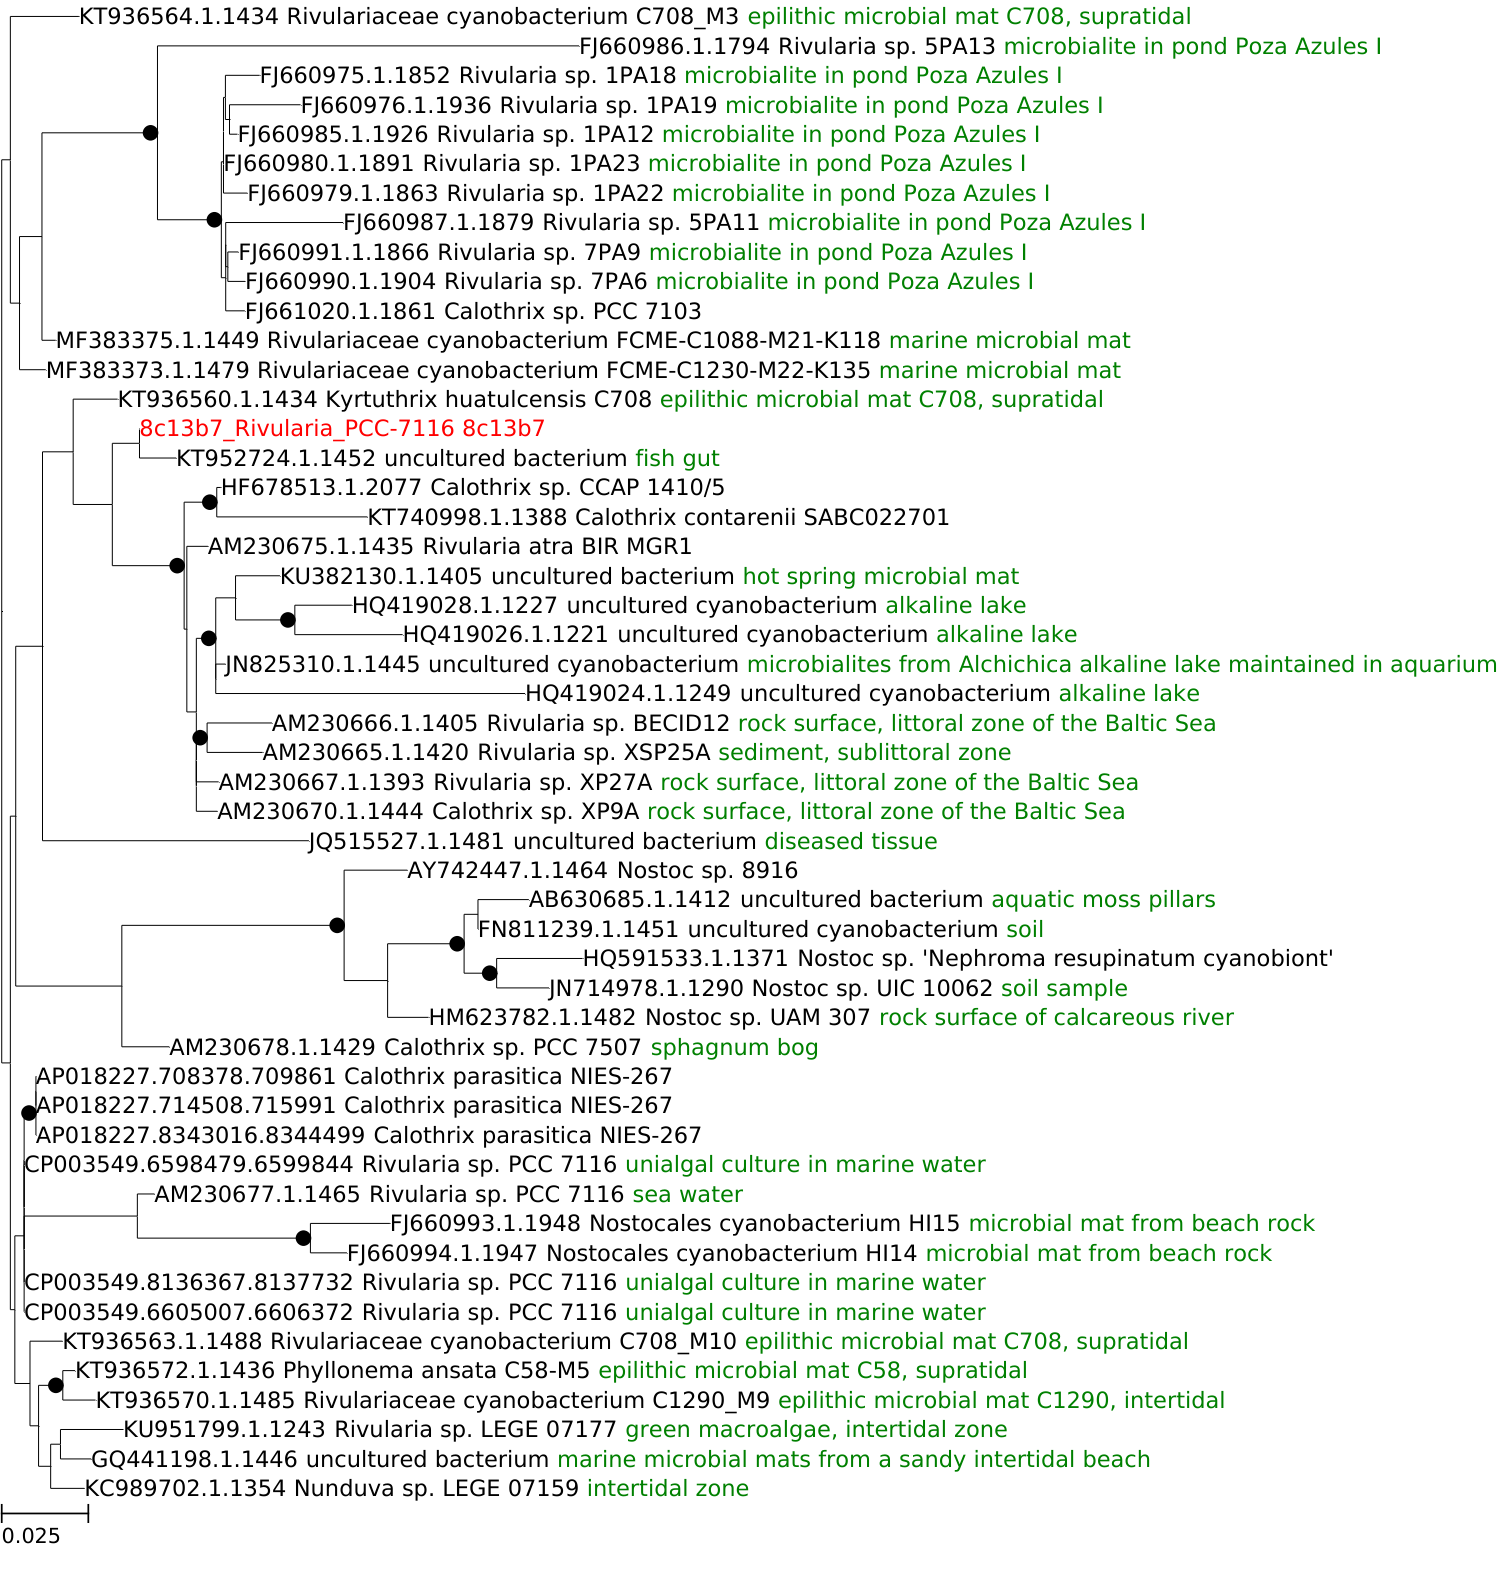 KT936564.1.1434 Rivulariaceae cyanobacterium C708_M3 epilithic microbial mat C708, supratidal
FJ660986.1.1794 Rivularia sp. 5PA13 microbialite in pond Poza Azules I
FJ660975.1.1852 Rivularia sp. 1PA18 microbialite in pond Poza Azules I
FJ660976.1.1936 Rivularia sp. 1PA19 microbialite in pond Poza Azules I
FJ660985.1.1926 Rivularia sp. 1PA12 microbialite in pond Poza Azules I
FJ660980.1.1891 Rivularia sp. 1PA23 microbialite in pond Poza Azules I
FJ660979.1.1863 Rivularia sp. 1PA22 microbialite in pond Poza Azules I
FJ660987.1.1879 Rivularia sp. 5PA11 microbialite in pond Poza Azules I
FJ660991.1.1866 Rivularia sp. 7PA9 microbialite in pond Poza Azules I
FJ660990.1.1904 Rivularia sp. 7PA6 microbialite in pond Poza Azules I
FJ661020.1.1861 Calothrix sp. PCC 7103
MF383375.1.1449 Rivulariaceae cyanobacterium FCME-C1088-M21-K118 marine microbial mat
MF383373.1.1479 Rivulariaceae cyanobacterium FCME-C1230-M22-K135 marine microbial mat
KT936560.1.1434 Kyrtuthrix huatulcensis C708 epilithic microbial mat C708, supratidal
8c13b7_Rivularia_PCC-7116 8c13b7
KT952724.1.1452 uncultured bacterium fish gut
HF678513.1.2077 Calothrix sp. CCAP 1410/5
KT740998.1.1388 Calothrix contarenii SABC022701
AM230675.1.1435 Rivularia atra BIR MGR1
KU382130.1.1405 uncultured bacterium hot spring microbial mat
HQ419028.1.1227 uncultured cyanobacterium alkaline lake
HQ419026.1.1221 uncultured cyanobacterium alkaline lake
JN825310.1.1445 uncultured cyanobacterium microbialites from Alchichica alkaline lake maintained in aquarium
HQ419024.1.1249 uncultured cyanobacterium alkaline lake
AM230666.1.1405 Rivularia sp. BECID12 rock surface, littoral zone of the Baltic Sea
AM230665.1.1420 Rivularia sp. XSP25A sediment, sublittoral zone
AM230667.1.1393 Rivularia sp. XP27A rock surface, littoral zone of the Baltic Sea
AM230670.1.1444 Calothrix sp. XP9A rock surface, littoral zone of the Baltic Sea
JQ515527.1.1481 uncultured bacterium diseased tissue
AY742447.1.1464 Nostoc sp. 8916
AB630685.1.1412 uncultured bacterium aquatic moss pillars
FN811239.1.1451 uncultured cyanobacterium soil
HQ591533.1.1371 Nostoc sp. 'Nephroma resupinatum cyanobiont'
JN714978.1.1290 Nostoc sp. UIC 10062 soil sample
HM623782.1.1482 Nostoc sp. UAM 307 rock surface of calcareous river
AM230678.1.1429 Calothrix sp. PCC 7507 sphagnum bog
AP018227.708378.709861 Calothrix parasitica NIES-267
AP018227.714508.715991 Calothrix parasitica NIES-267
AP018227.8343016.8344499 Calothrix parasitica NIES-267
CP003549.6598479.6599844 Rivularia sp. PCC 7116 unialgal culture in marine water
AM230677.1.1465 Rivularia sp. PCC 7116 sea water
FJ660993.1.1948 Nostocales cyanobacterium HI15 microbial mat from beach rock
FJ660994.1.1947 Nostocales cyanobacterium HI14 microbial mat from beach rock
CP003549.8136367.8137732 Rivularia sp. PCC 7116 unialgal culture in marine water
CP003549.6605007.6606372 Rivularia sp. PCC 7116 unialgal culture in marine water
KT936563.1.1488 Rivulariaceae cyanobacterium C708_M10 epilithic microbial mat C708, supratidal
KT936572.1.1436 Phyllonema ansata C58-M5 epilithic microbial mat C58, supratidal
KT936570.1.1485 Rivulariaceae cyanobacterium C1290_M9 epilithic microbial mat C1290, intertidal
KU951799.1.1243 Rivularia sp. LEGE 07177 green macroalgae, intertidal zone
GQ441198.1.1446 uncultured bacterium marine microbial mats from a sandy intertidal beach
KC989702.1.1354 Nunduva sp. LEGE 07159 intertidal zone
0.025